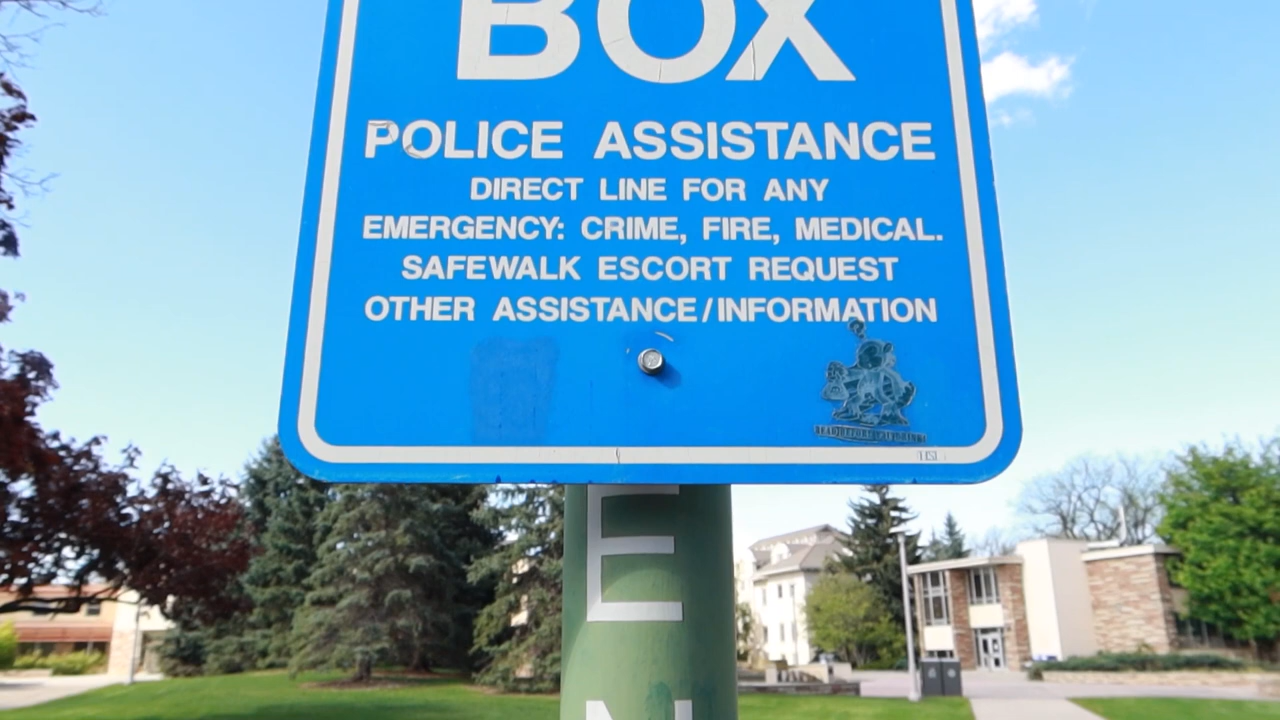 BOX
POLICE ASSISTANCE
DIRECT LINE FOR ANY
EMERGENCY: CRIME, FIRE, MEDICAL.
SAFEWALK ESCORT REQUEST
OTHER ASSISTANCE/INFORMATION
E
N